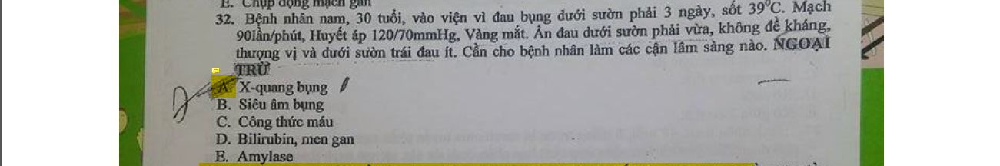 E. Chụp động mạch gan
32. Bệnh nhân nam, 30 tuổi, vào viện vì đau bụng dưới sườn phải 3 ngày, sốt 39⁰C. Mạch
90lần/phút, Huyết áp 120/70mmHg, Vàng mắt. Ấn đau dưới sườn phải vừa, không đề kháng,
thượng vị và dưới sườn trái đau ít. Cần cho bệnh nhân làm các cận lâm sàng nào. NGOẠI
TRỪ
A. X-quang bụng
B. Siêu âm bụng
C. Công thức máu
D. Bilirubin, men gan
E. Amylase